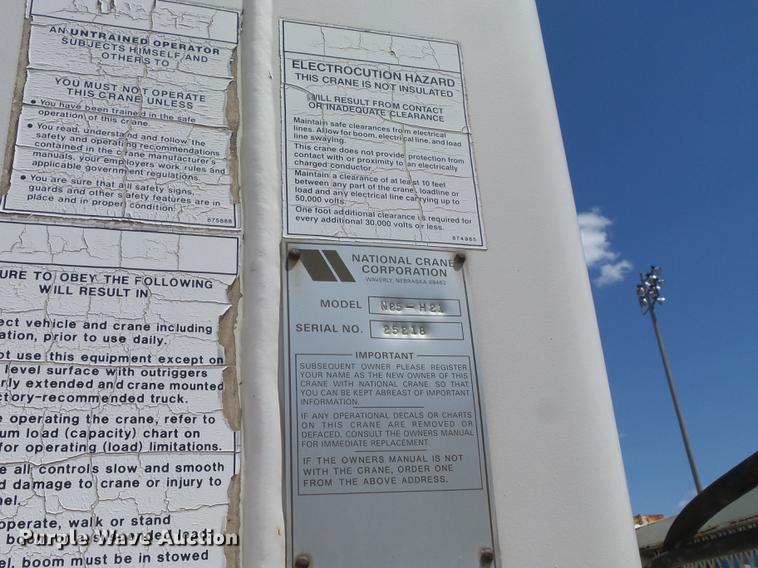 AN UNTRAINED OPERATOR
SUBJECTS HIMSELF AND
OTHERS TO
YOU MUST NOT OPERATE
THIS CRANE UNLESS
• You have been trained in the safe
operation of this crane.
• You read, understand and follow the
safety and operating recommendations
contained in the crane manufacturer's
manuals, your employers work rules and
applicable government regulations.
• You are sure that all safety signs,
guards and other safety features are in
place and in proper condition.
875888
URE TO OBEY THE FOLLOWING
WILL RESULT IN
ect vehicle and crane including
ation, prior to use daily.
ot use this equipment except on
level surface with outriggers
rly extended and crane mounted
ctory-recommended truck.
e operating the crane, refer to
um load (capacity) chart on
for operating (load) limitations.
e all controls slow and smooth
d damage to crane or injury to
nel.
operate, walk or stand
el, boom must be in stowed
ELECTROCUTION HAZARD
THIS CRANE IS NOT INSULATED
WILL RESULT FROM CONTACT
OR INADEQUATE CLEARANCE
Maintain safe clearances from electrical
lines. Allow for boom, electrical line, and load
line swaying.
This crane does not provide protection from
contact with or proximity to an electrically
charged conductor.
Maintain a clearance of at least 10 feet
between any part of the crane, loadline or
load and any electrical line carrying up to
50,000 volts.
One foot additional clearance is required for
every additional 30,000 volts or less.
874985
NATIONAL CRANE
CORPORATION
WAVERLY, NEBRASKA 68462
MODEL N85-H21
SERIAL NO. 25218
IMPORTANT
SUBSEQUENT OWNER PLEASE REGISTER
YOUR NAME AS THE NEW OWNER OF THIS
CRANE WITH NATIONAL CRANE, SO THAT
YOU CAN BE KEPT ABREAST OF IMPORTANT
INFORMATION.
IF ANY OPERATIONAL DECALS OR CHARTS
ON THIS CRANE ARE REMOVED OR
DEFACED, CONSULT THE OWNERS MANUAL
FOR IMMEDIATE REPLACEMENT.
IF THE OWNERS MANUAL IS NOT
WITH THE CRANE, ORDER ONE
FROM THE ABOVE ADDRESS.
Purple Wave Auction